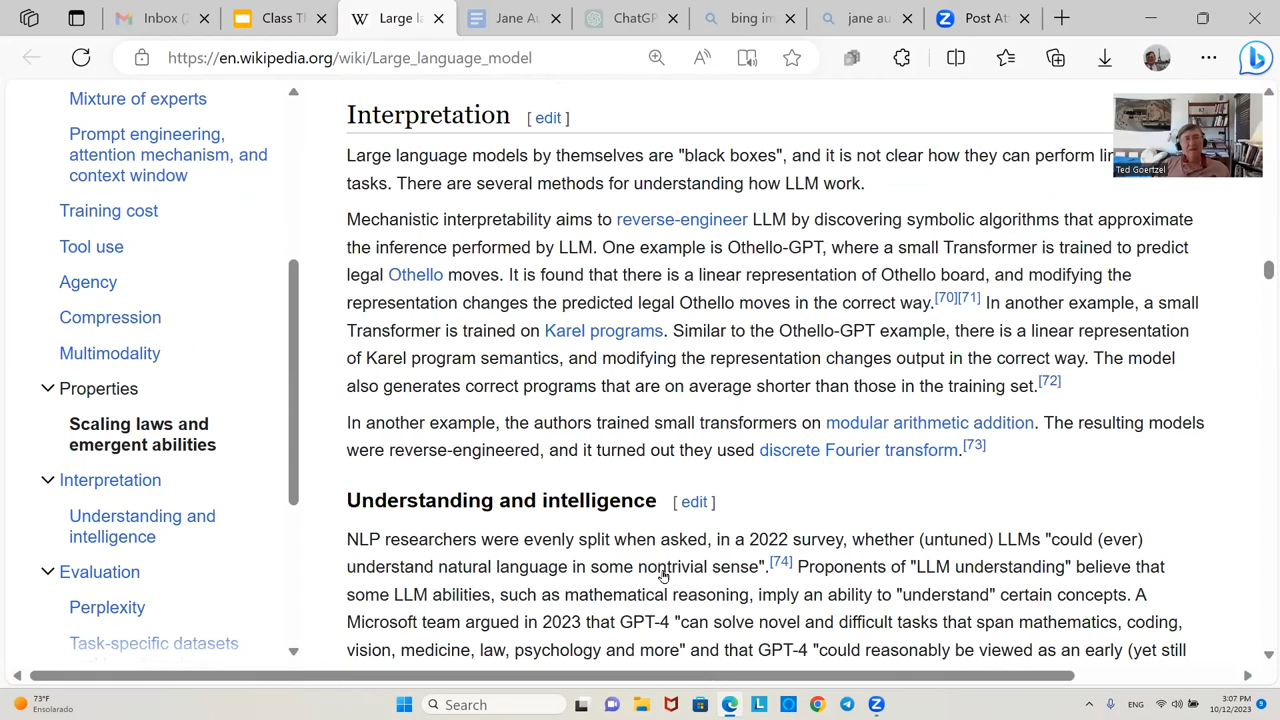 Inbox (
Class T
Large la
Jane Au
ChatGP
bing im
jane au
Post At
https://en.wikipedia.org/wiki/Large_language_model
Mixture of experts
Prompt engineering,
attention mechanism, and
context window
Training cost
Tool use
Agency
Compression
Multimodality
Properties
Scaling laws and
emergent abilities
Interpretation
Understanding and
intelligence
Evaluation
Perplexity
Task-specific datasets
Interpretation [ edit ]
Large language models by themselves are "black boxes", and it is not clear how they can perform
tasks. There are several methods for understanding how LLM work.
Mechanistic interpretability aims to reverse-engineer LLM by discovering symbolic algorithms that approximate
the inference performed by LLM. One example is Othello-GPT, where a small Transformer is trained to predict
legal Othello moves. It is found that there is a linear representation of Othello board, and modifying the
representation changes the predicted legal Othello moves in the correct way.[70][71] In another example, a small
Transformer is trained on Karel programs. Similar to the Othello-GPT example, there is a linear representation
of Karel program semantics, and modifying the representation changes output in the correct way. The model
also generates correct programs that are on average shorter than those in the training set.[72]
In another example, the authors trained small transformers on modular arithmetic addition. The resulting models
were reverse-engineered, and it turned out they used discrete Fourier transform.[73]
Understanding and intelligence [ edit ]
NLP researchers were evenly split when asked, in a 2022 survey, whether (untuned) LLMs "could (ever)
understand natural language in some nontrivial sense".[74] Proponents of "LLM understanding" believe that
some LLM abilities, such as mathematical reasoning, imply an ability to "understand" certain concepts. A
Microsoft team argued in 2023 that GPT-4 "can solve novel and difficult tasks that span mathematics, coding,
vision, medicine, law, psychology and more" and that GPT-4 "could reasonably be viewed as an early (yet still
Ted Goertzel
73°F
Ensolarado
Search
ENG
3:07 PM
10/12/2023